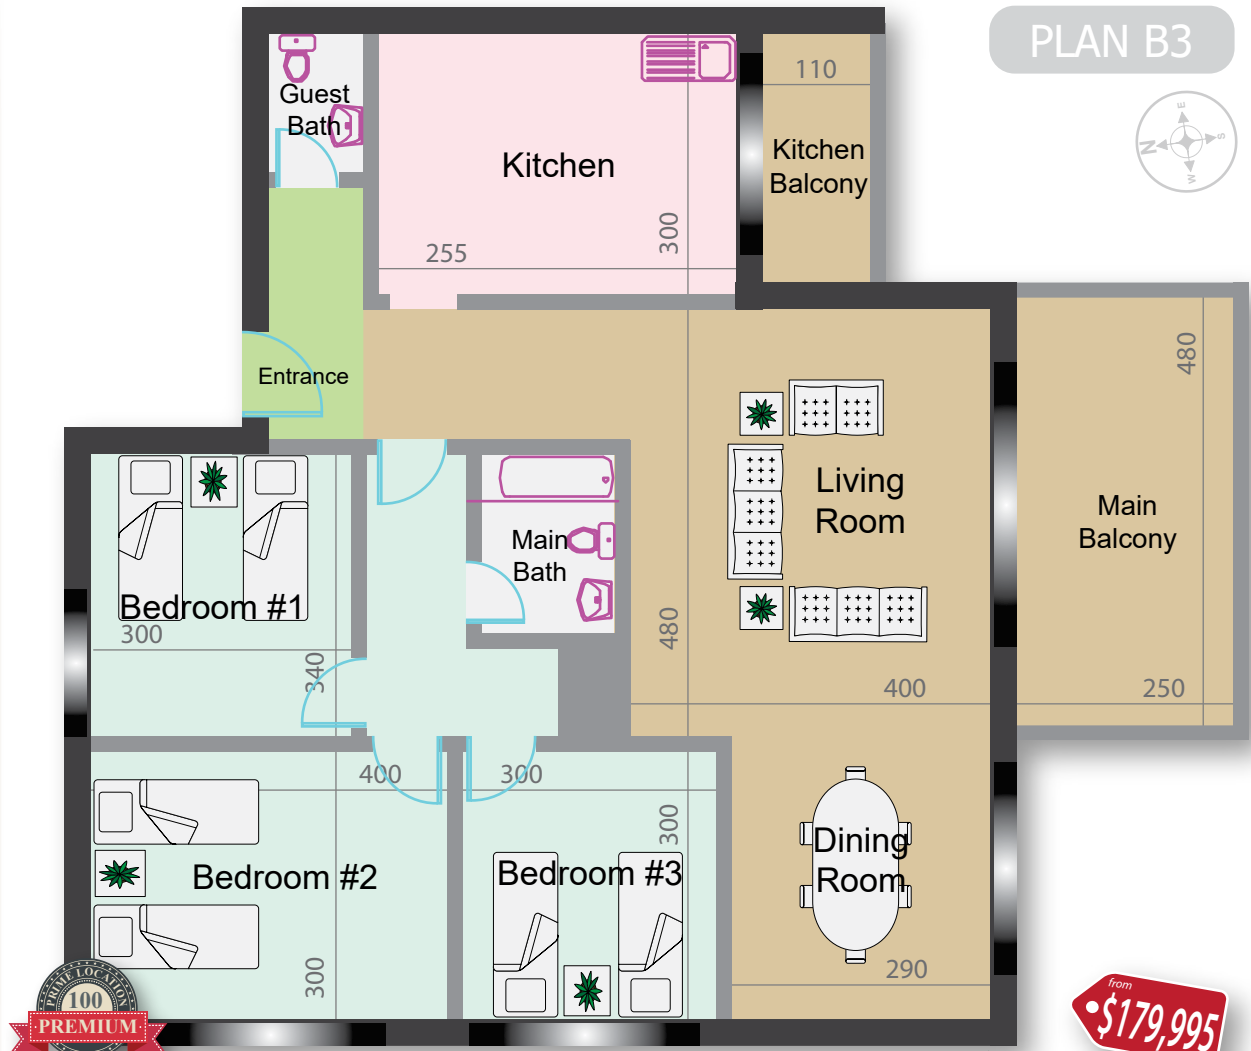 PLAN B3
110
Guest
Bath
Kitchen
Kitchen
Balcony
E
N
S
W
300
255
Entrance
480
Living
Room
Main
Balcony
Main
Bath
Bedroom #1
300
340
480
400
250
400
300
300
Dining
Room
Bedroom #2
Bedroom #3
300
290
PRIME LOCATION
100
PREMIUM
from
$179,995